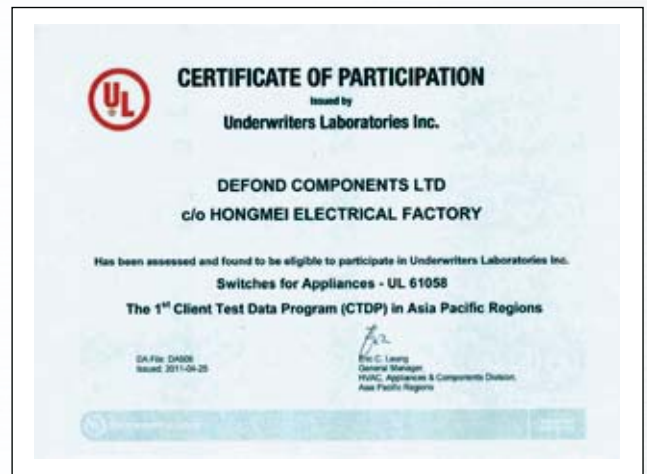 UL
CERTIFICATE OF PARTICIPATION
Issued by
Underwriters Laboratories Inc.
DEFOND COMPONENTS LTD
c/o HONGMEI ELECTRICAL FACTORY
Has been assessed and found to be eligible to participate in Underwriters Laboratories Inc.
Switches for Appliances - UL 61058
The 1st Client Test Data Program (CTDP) in Asia Pacific Regions
DA File:
Issued: 2011-04-25
Eric C. Leung
General Manager
HVAC, Appliances & Components Division,
Asia Pacific Regions